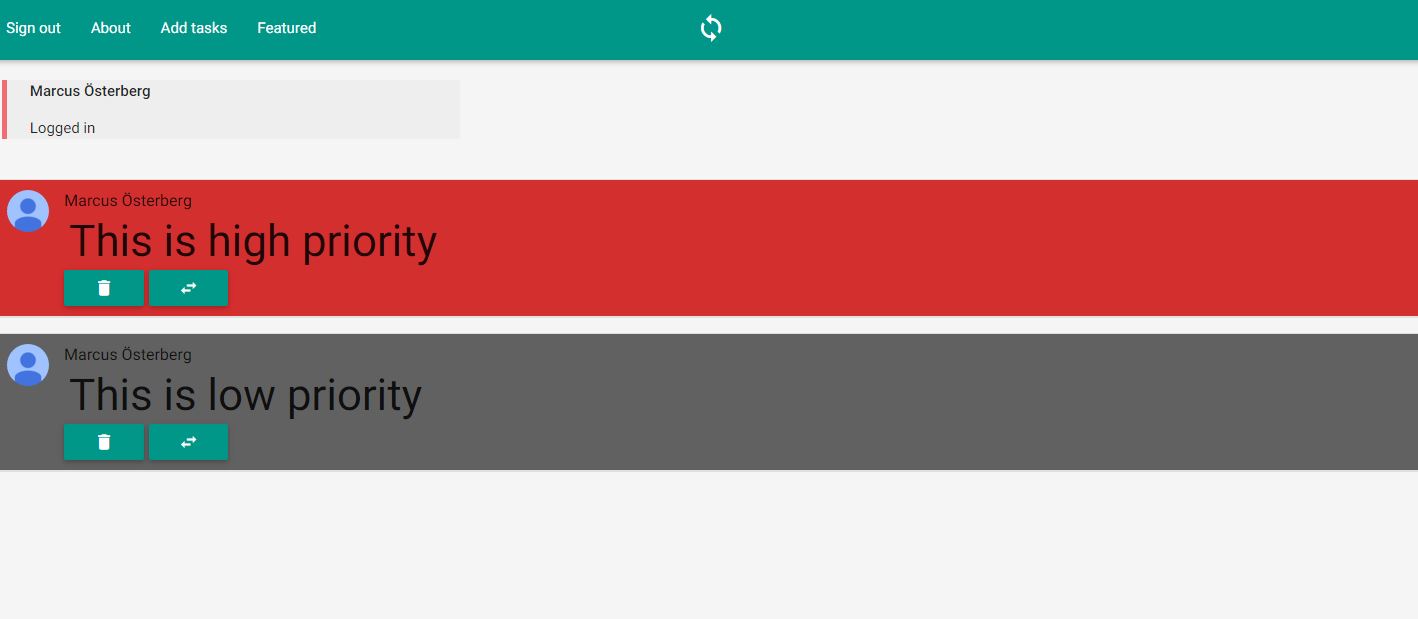 Sign out About Add tasks Featured
Marcus Österberg
Logged in
Marcus Österberg
This is high priority
Marcus Österberg
This is low priority